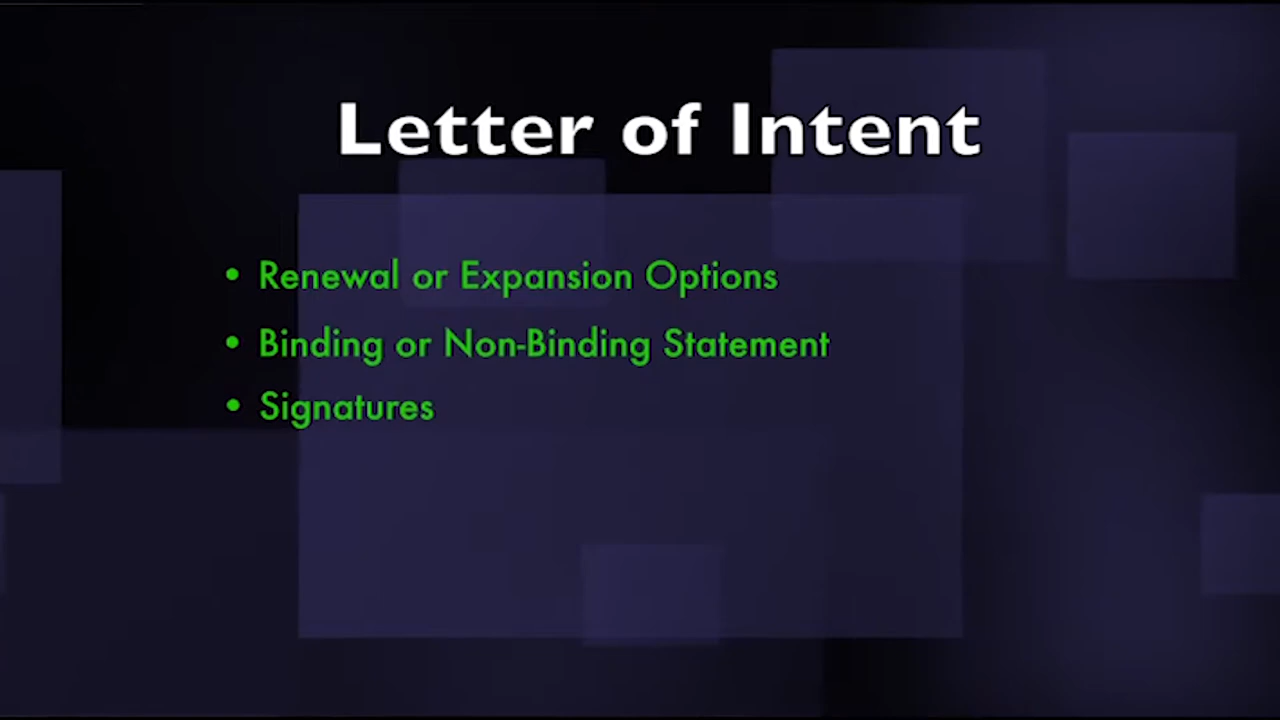 Letter of Intent
• Renewal or Expansion Options
• Binding or Non-Binding Statement
• Signatures